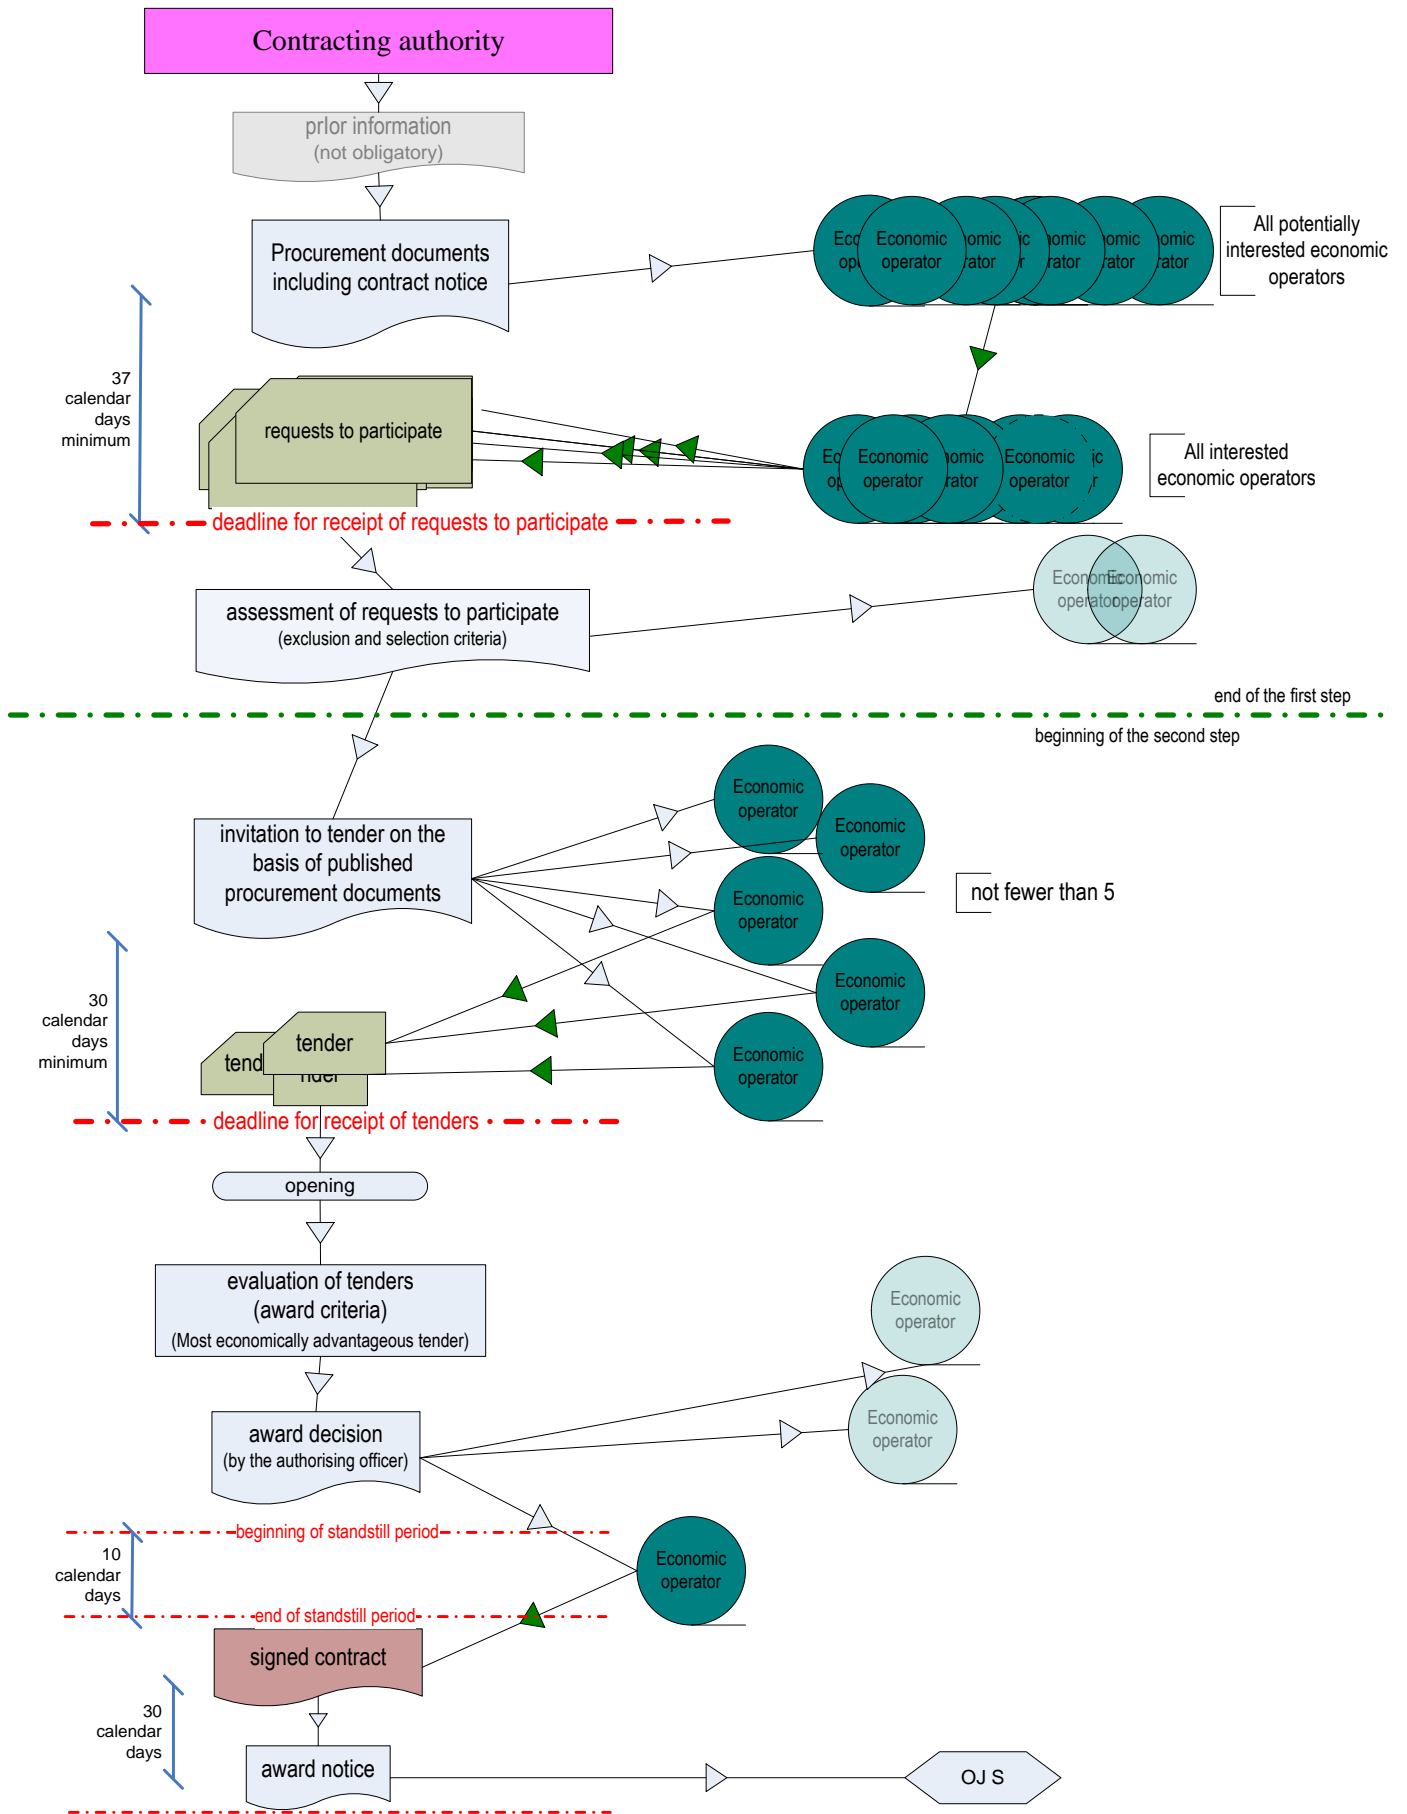 Contracting authority
prIor information
(not obligatory)
Procurement documents
including contract notice
Economic
operator
All potentially
interested economic
operators
37
calendar
days
minimum
requests to participate
Economic
operator
Economic
operator
All interested
economic operators
deadline for receipt of requests to participate
assessment of requests to participate
(exclusion and selection criteria)
Economic
operator
Economic
operator
end of the first step
beginning of the second step
invitation to tender on the
basis of published
procurement documents
Economic
operator
Economic
operator
Economic
operator
not fewer than 5
Economic
operator
Economic
operator
30
calendar
days
minimum
tender
deadline for receipt of tenders
opening
evaluation of tenders
(award criteria)
(Most economically advantageous tender)
Economic
operator
Economic
operator
award decision
(by the authorising officer)
beginning of standstill period
10
calendar
days
Economic
operator
end of standstill period
signed contract
30
calendar
days
award notice
OJ S